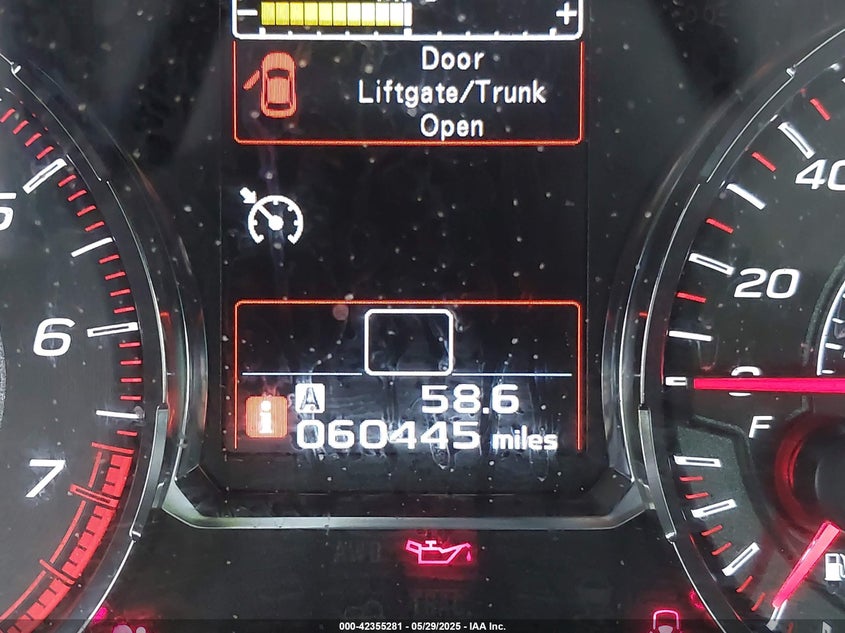 − +
Door
Liftgate/Trunk
Open
5
6
7
40
20
0
F
i
A 58.6
060445 miles
000-42355281 - 05/29/2025 - IAA Inc.